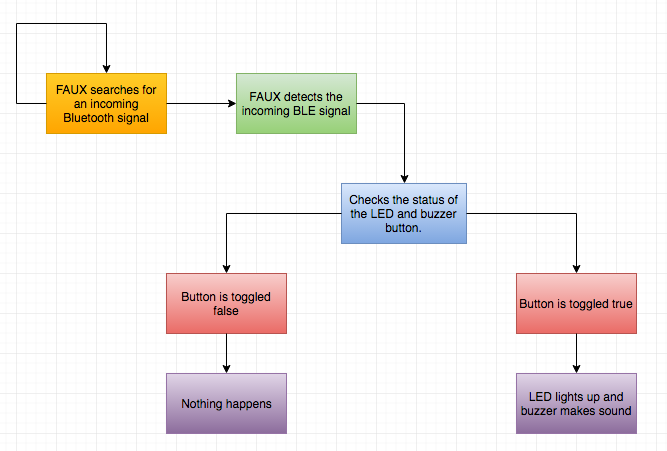 FAUX searches for
an incoming
Bluetooth signal
FAUX detects the
incoming BLE signal
Checks the status of
the LED and buzzer
button.
Button is toggled
false
Button is toggled true
Nothing happens
LED lights up and
buzzer makes sound